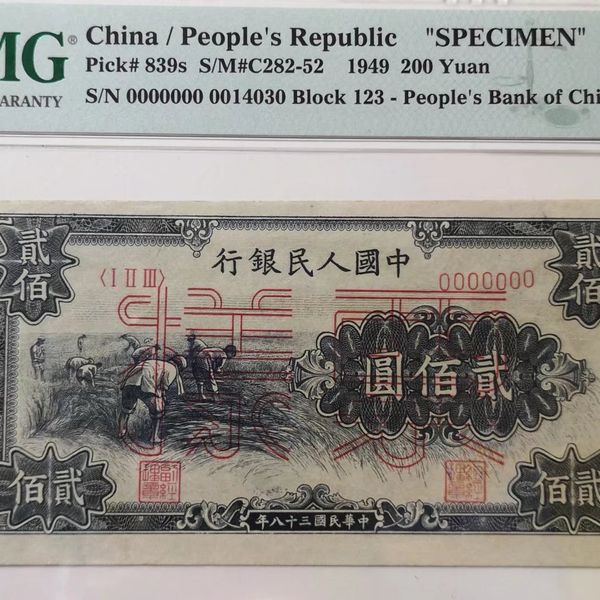 MG® China / People's Republic "SPECIMEN"
Pick# 839s S/M#C282-52 1949 200 Yuan
ARANTY S/N 0000000 0014030 Block 123 - People's Bank of Chi
中國人民銀行
貳佰
貳佰
〈I II III〉
0000000
票樣
貳佰圓
貳佰
貳佰
中華民國三十八年